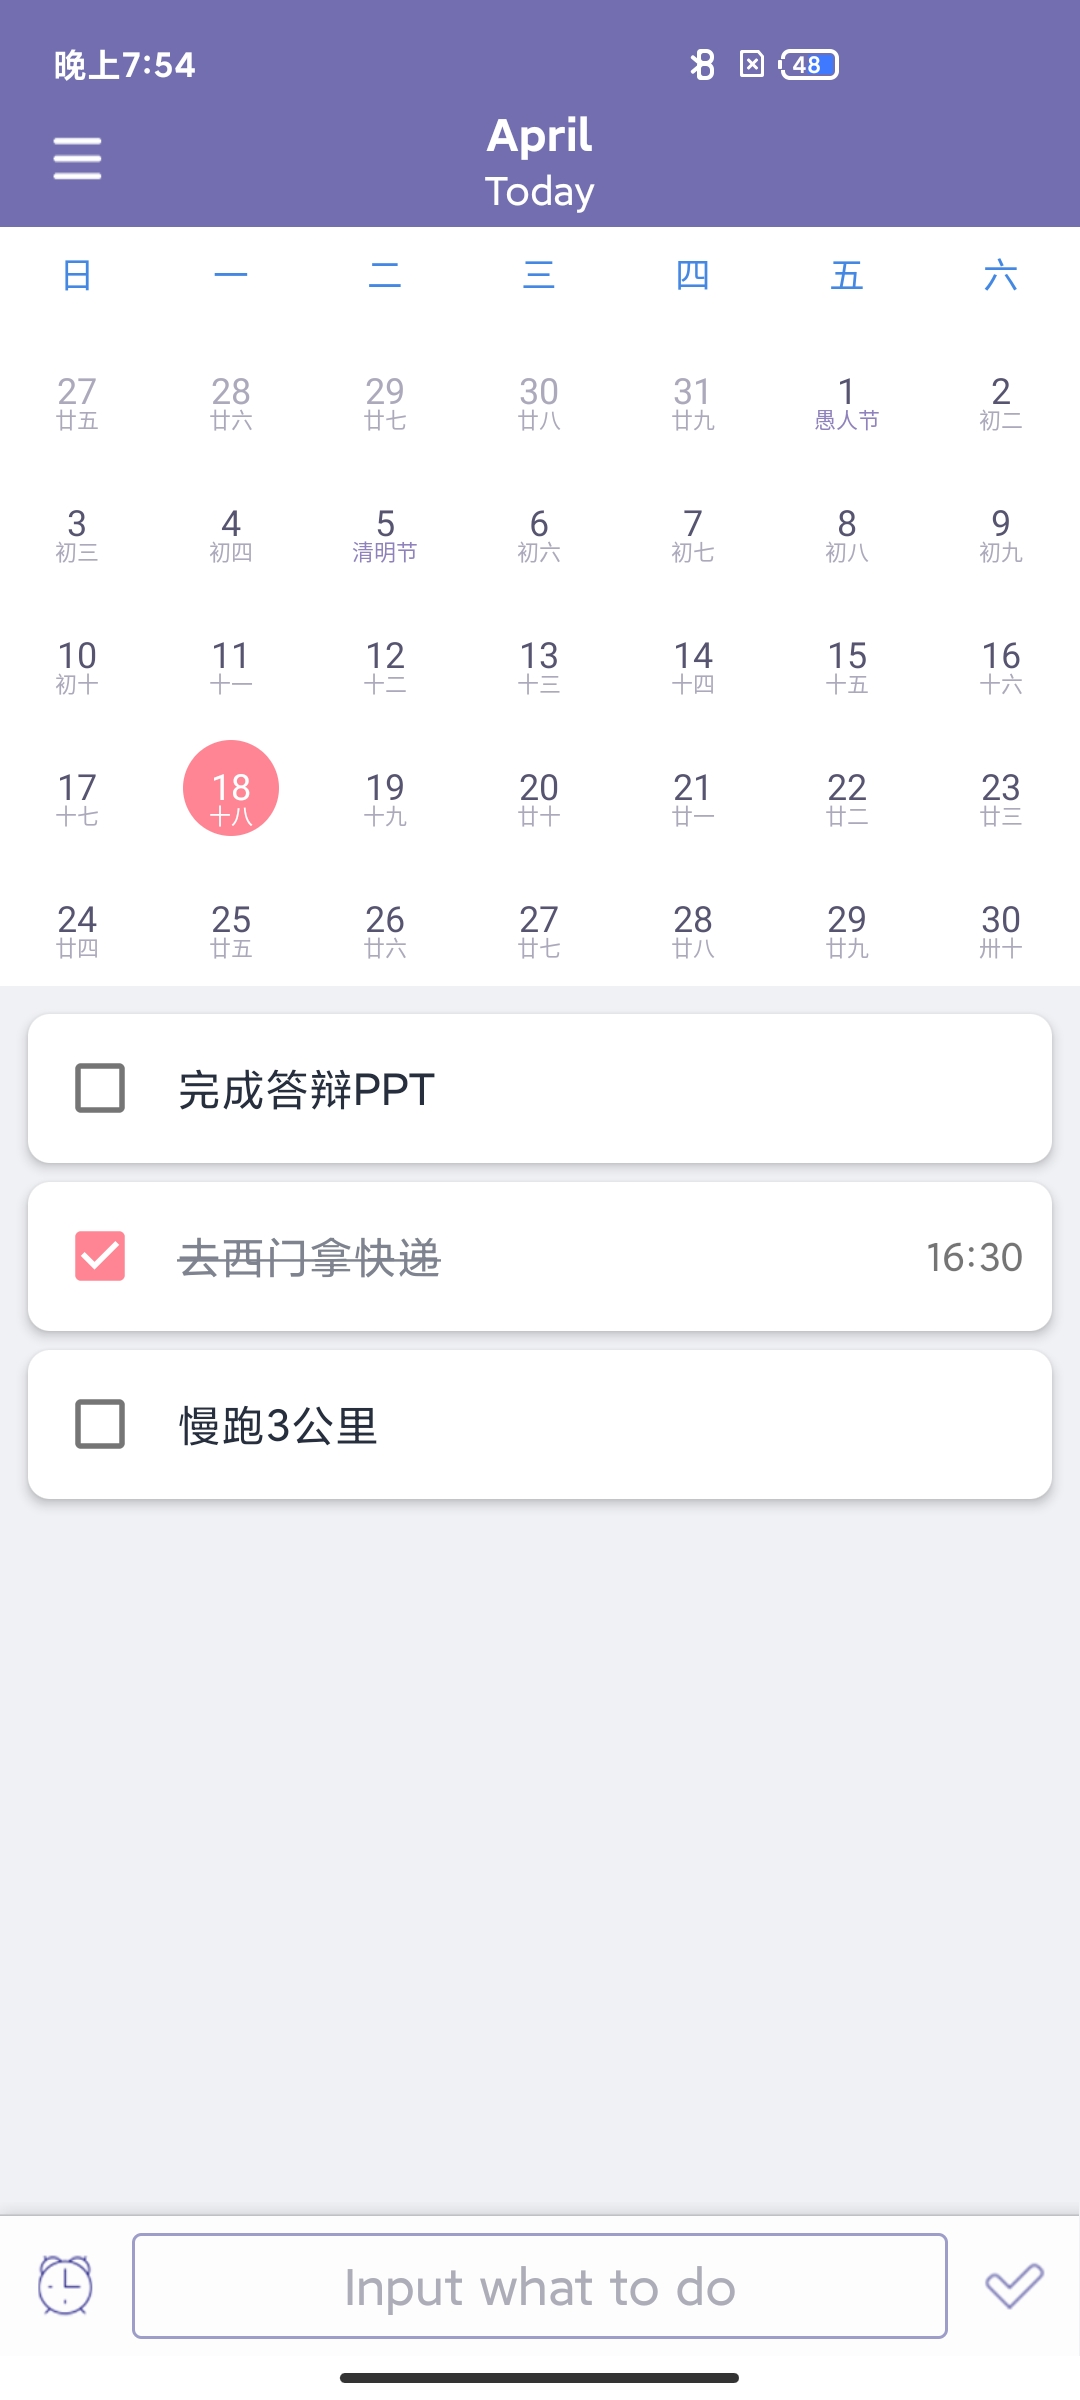 晚上7:54
48
April
Today
日 一 二 三 四 五 六
27 28 29 30 31 1 2
廿五 廿六 廿七 廿八 廿九 愚人节 初二
3 4 5 6 7 8 9
初三 初四 清明节 初六 初七 初八 初九
10 11 12 13 14 15 16
初十 十一 十二 十三 十四 十五 十六
17 18 19 20 21 22 23
十七 十八 十九 廿十 廿一 廿二 廿三
24 25 26 27 28 29 30
廿四 廿五 廿六 廿七 廿八 廿九 卅十
完成答辩PPT
去西门拿快递 16:30
慢跑3公里
Input what to do